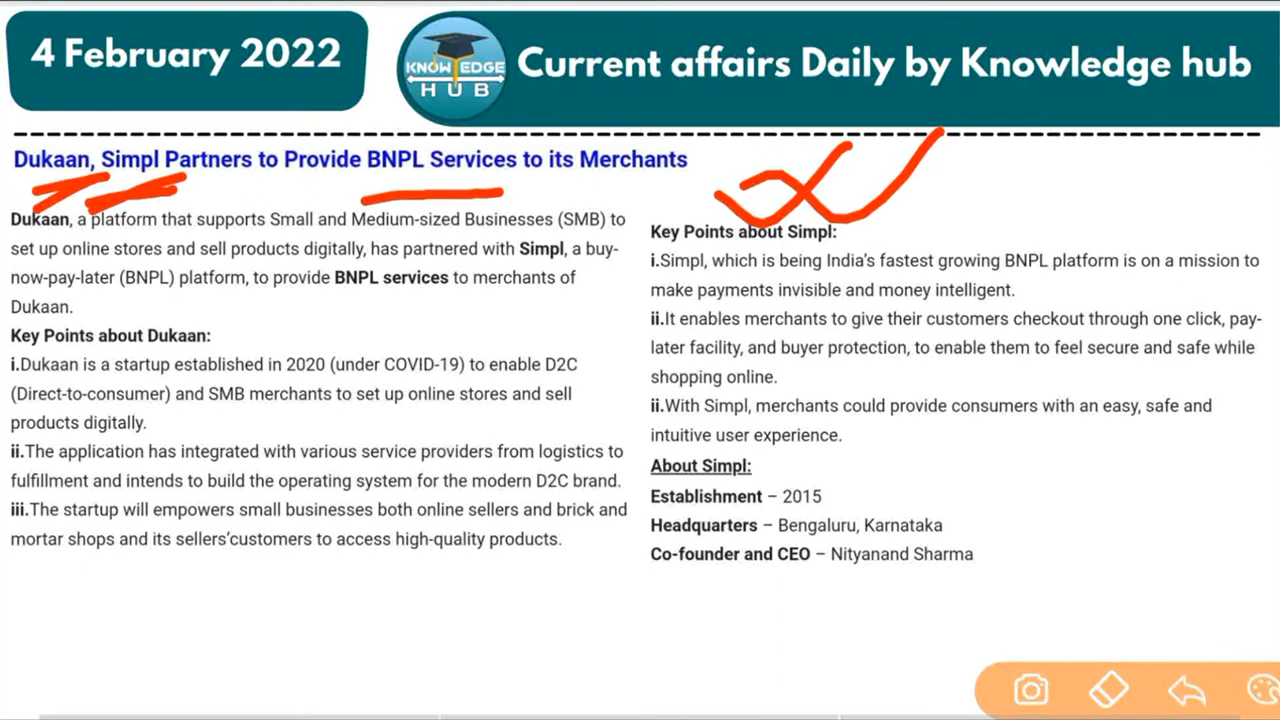 4 February 2022
KNOWLEDGE
HUB
Current affairs Daily by Knowledge hub
Dukaan, Simpl Partners to Provide BNPL Services to its Merchants
Dukaan, a platform that supports Small and Medium-sized Businesses (SMB) to
set up online stores and sell products digitally, has partnered with Simpl, a buy-
now-pay-later (BNPL) platform, to provide BNPL services to merchants of
Dukaan.
Key Points about Dukaan:
i.Dukaan is a startup established in 2020 (under COVID-19) to enable D2C
(Direct-to-consumer) and SMB merchants to set up online stores and sell
products digitally.
ii.The application has integrated with various service providers from logistics to
fulfillment and intends to build the operating system for the modern D2C brand.
iii.The startup will empowers small businesses both online sellers and brick and
mortar shops and its sellers’customers to access high-quality products.
Key Points about Simpl:
i.Simpl, which is being India’s fastest growing BNPL platform is on a mission to
make payments invisible and money intelligent.
ii.It enables merchants to give their customers checkout through one click, pay-
later facility, and buyer protection, to enable them to feel secure and safe while
shopping online.
ii.With Simpl, merchants could provide consumers with an easy, safe and
intuitive user experience.
About Simpl:
Establishment – 2015
Headquarters – Bengaluru, Karnataka
Co-founder and CEO – Nityanand Sharma